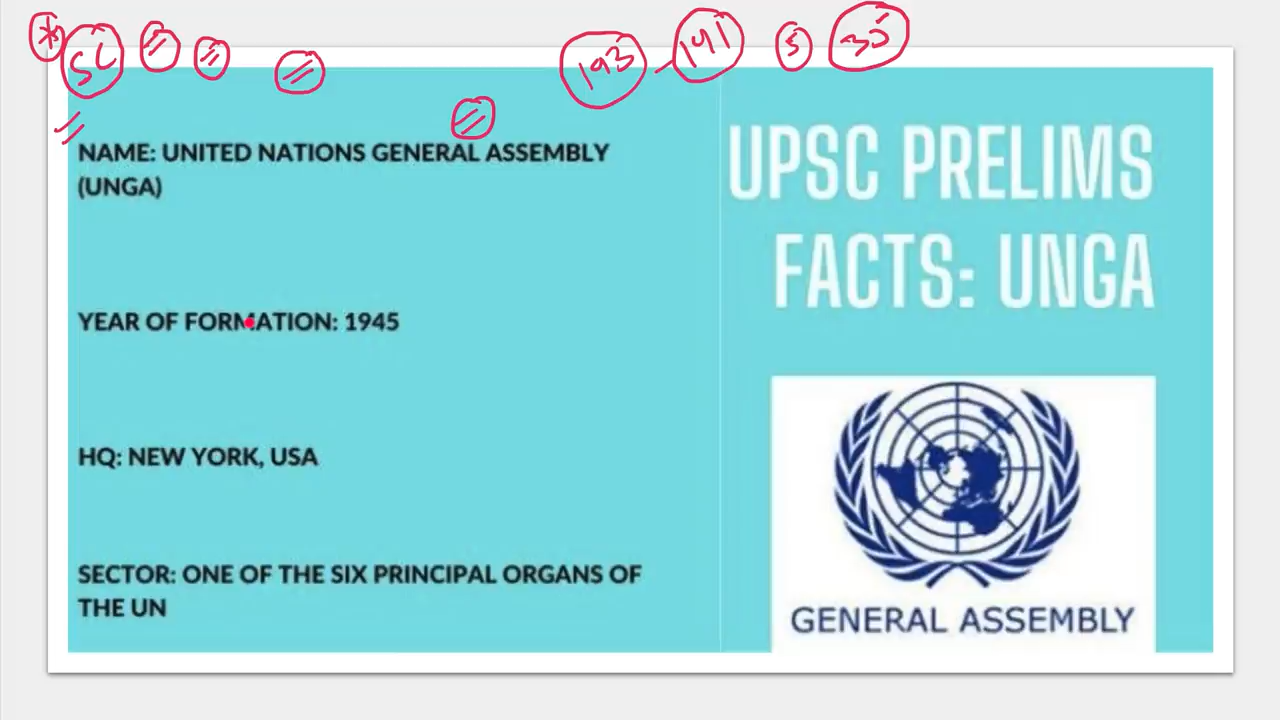 SC
193 - 141 5 35
NAME: UNITED NATIONS GENERAL ASSEMBLY
(UNGA)
YEAR OF FORMATION: 1945
HQ: NEW YORK, USA
SECTOR: ONE OF THE SIX PRINCIPAL ORGANS OF
THE UN
UPSC PRELIMS
FACTS: UNGA
GENERAL ASSEMBLY